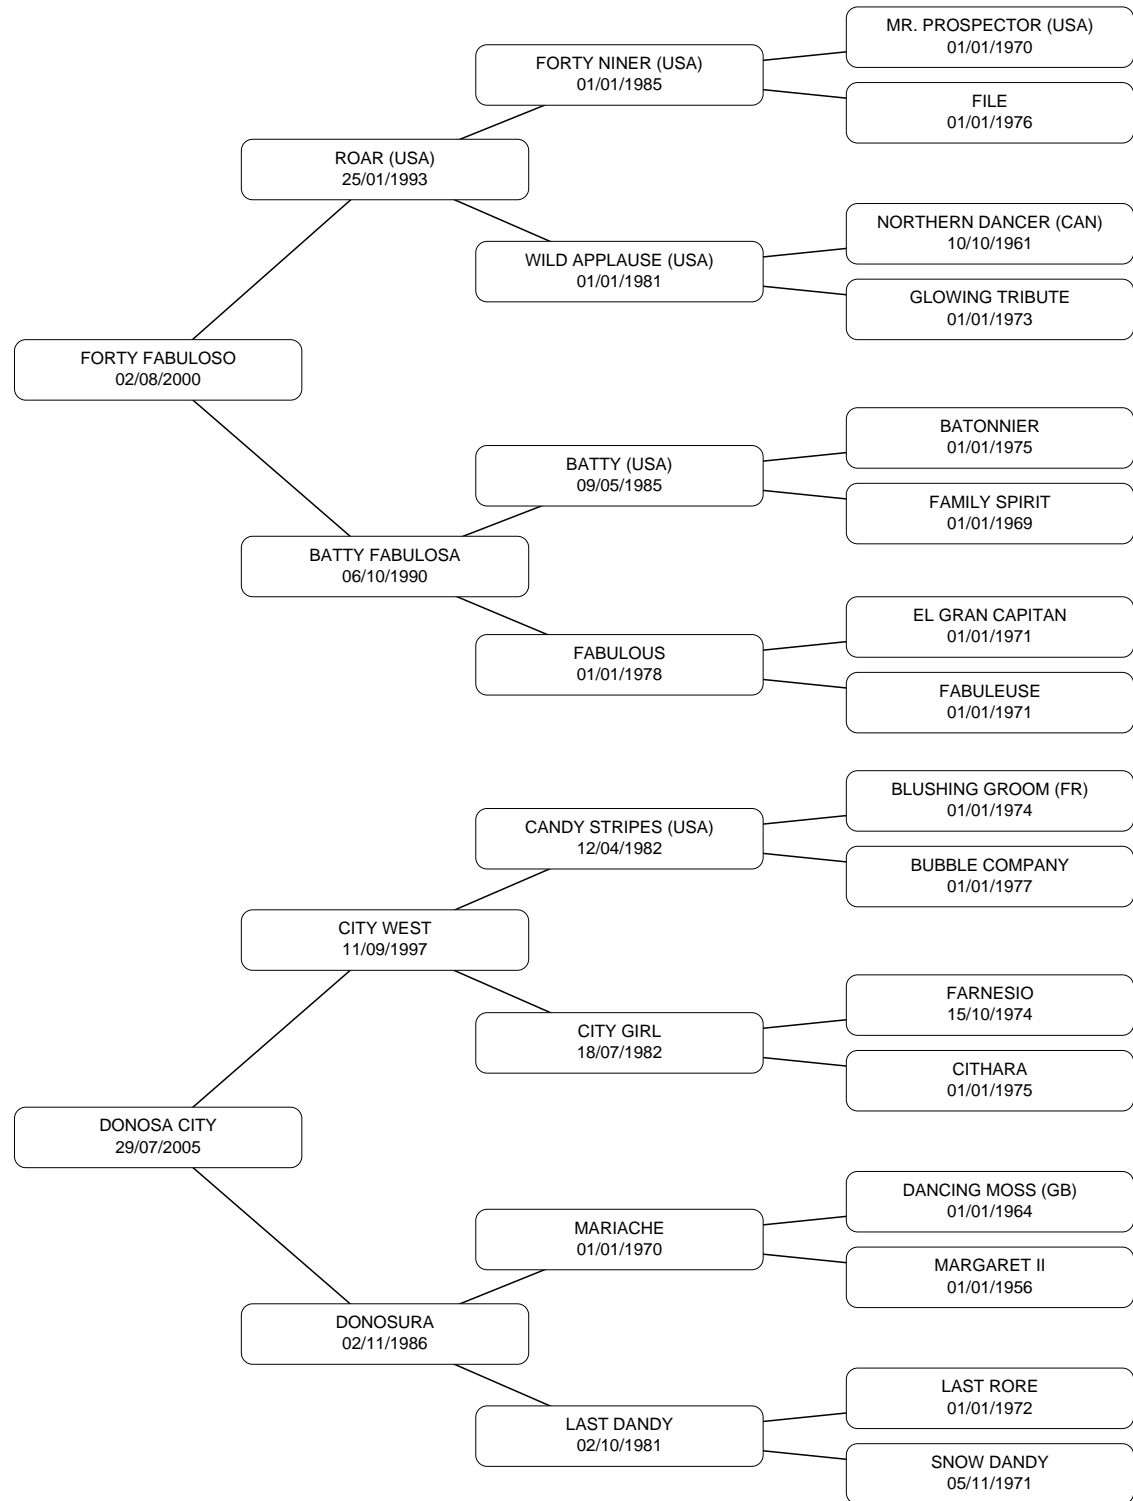 MR. PROSPECTOR (USA)
01/01/1970
FORTY NINER (USA)
01/01/1985
FILE
01/01/1976
ROAR (USA)
25/01/1993
NORTHERN DANCER (CAN)
10/10/1961
WILD APPLAUSE (USA)
01/01/1981
GLOWING TRIBUTE
01/01/1973
FORTY FABULOSO
02/08/2000
BATONNIER
01/01/1975
BATTY (USA)
09/05/1985
FAMILY SPIRIT
01/01/1969
BATTY FABULOSA
06/10/1990
EL GRAN CAPITAN
01/01/1971
FABULOUS
01/01/1978
FABULEUSE
01/01/1971
BLUSHING GROOM (FR)
01/01/1974
CANDY STRIPES (USA)
12/04/1982
BUBBLE COMPANY
01/01/1977
CITY WEST
11/09/1997
FARNESIO
15/10/1974
CITY GIRL
18/07/1982
CITHARA
01/01/1975
DONOSA CITY
29/07/2005
DANCING MOSS (GB)
01/01/1964
MARIACHE
01/01/1970
MARGARET II
01/01/1956
DONOSURA
02/11/1986
LAST RORE
01/01/1972
LAST DANDY
02/10/1981
SNOW DANDY
05/11/1971